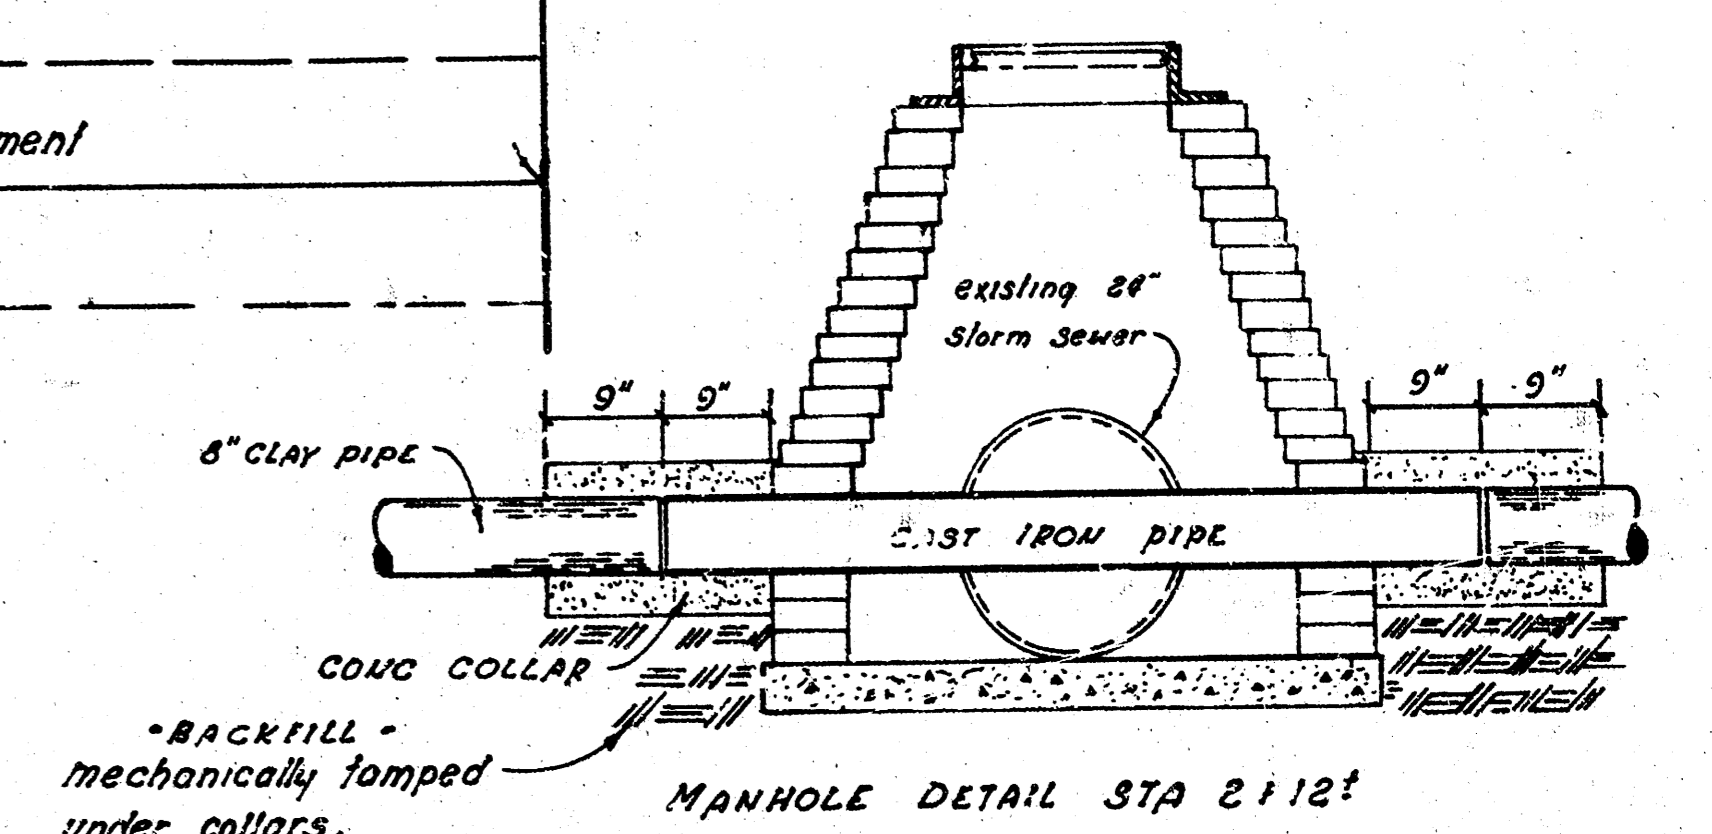 ment
existing 24"
storm sewer
9" 9" 9" 9"
8" CLAY PIPE
CAST IRON PIPE
CONC COLLAR
•BACKFILL•
mechanically tamped
under collars.
MANHOLE DETAIL STA 2+12±